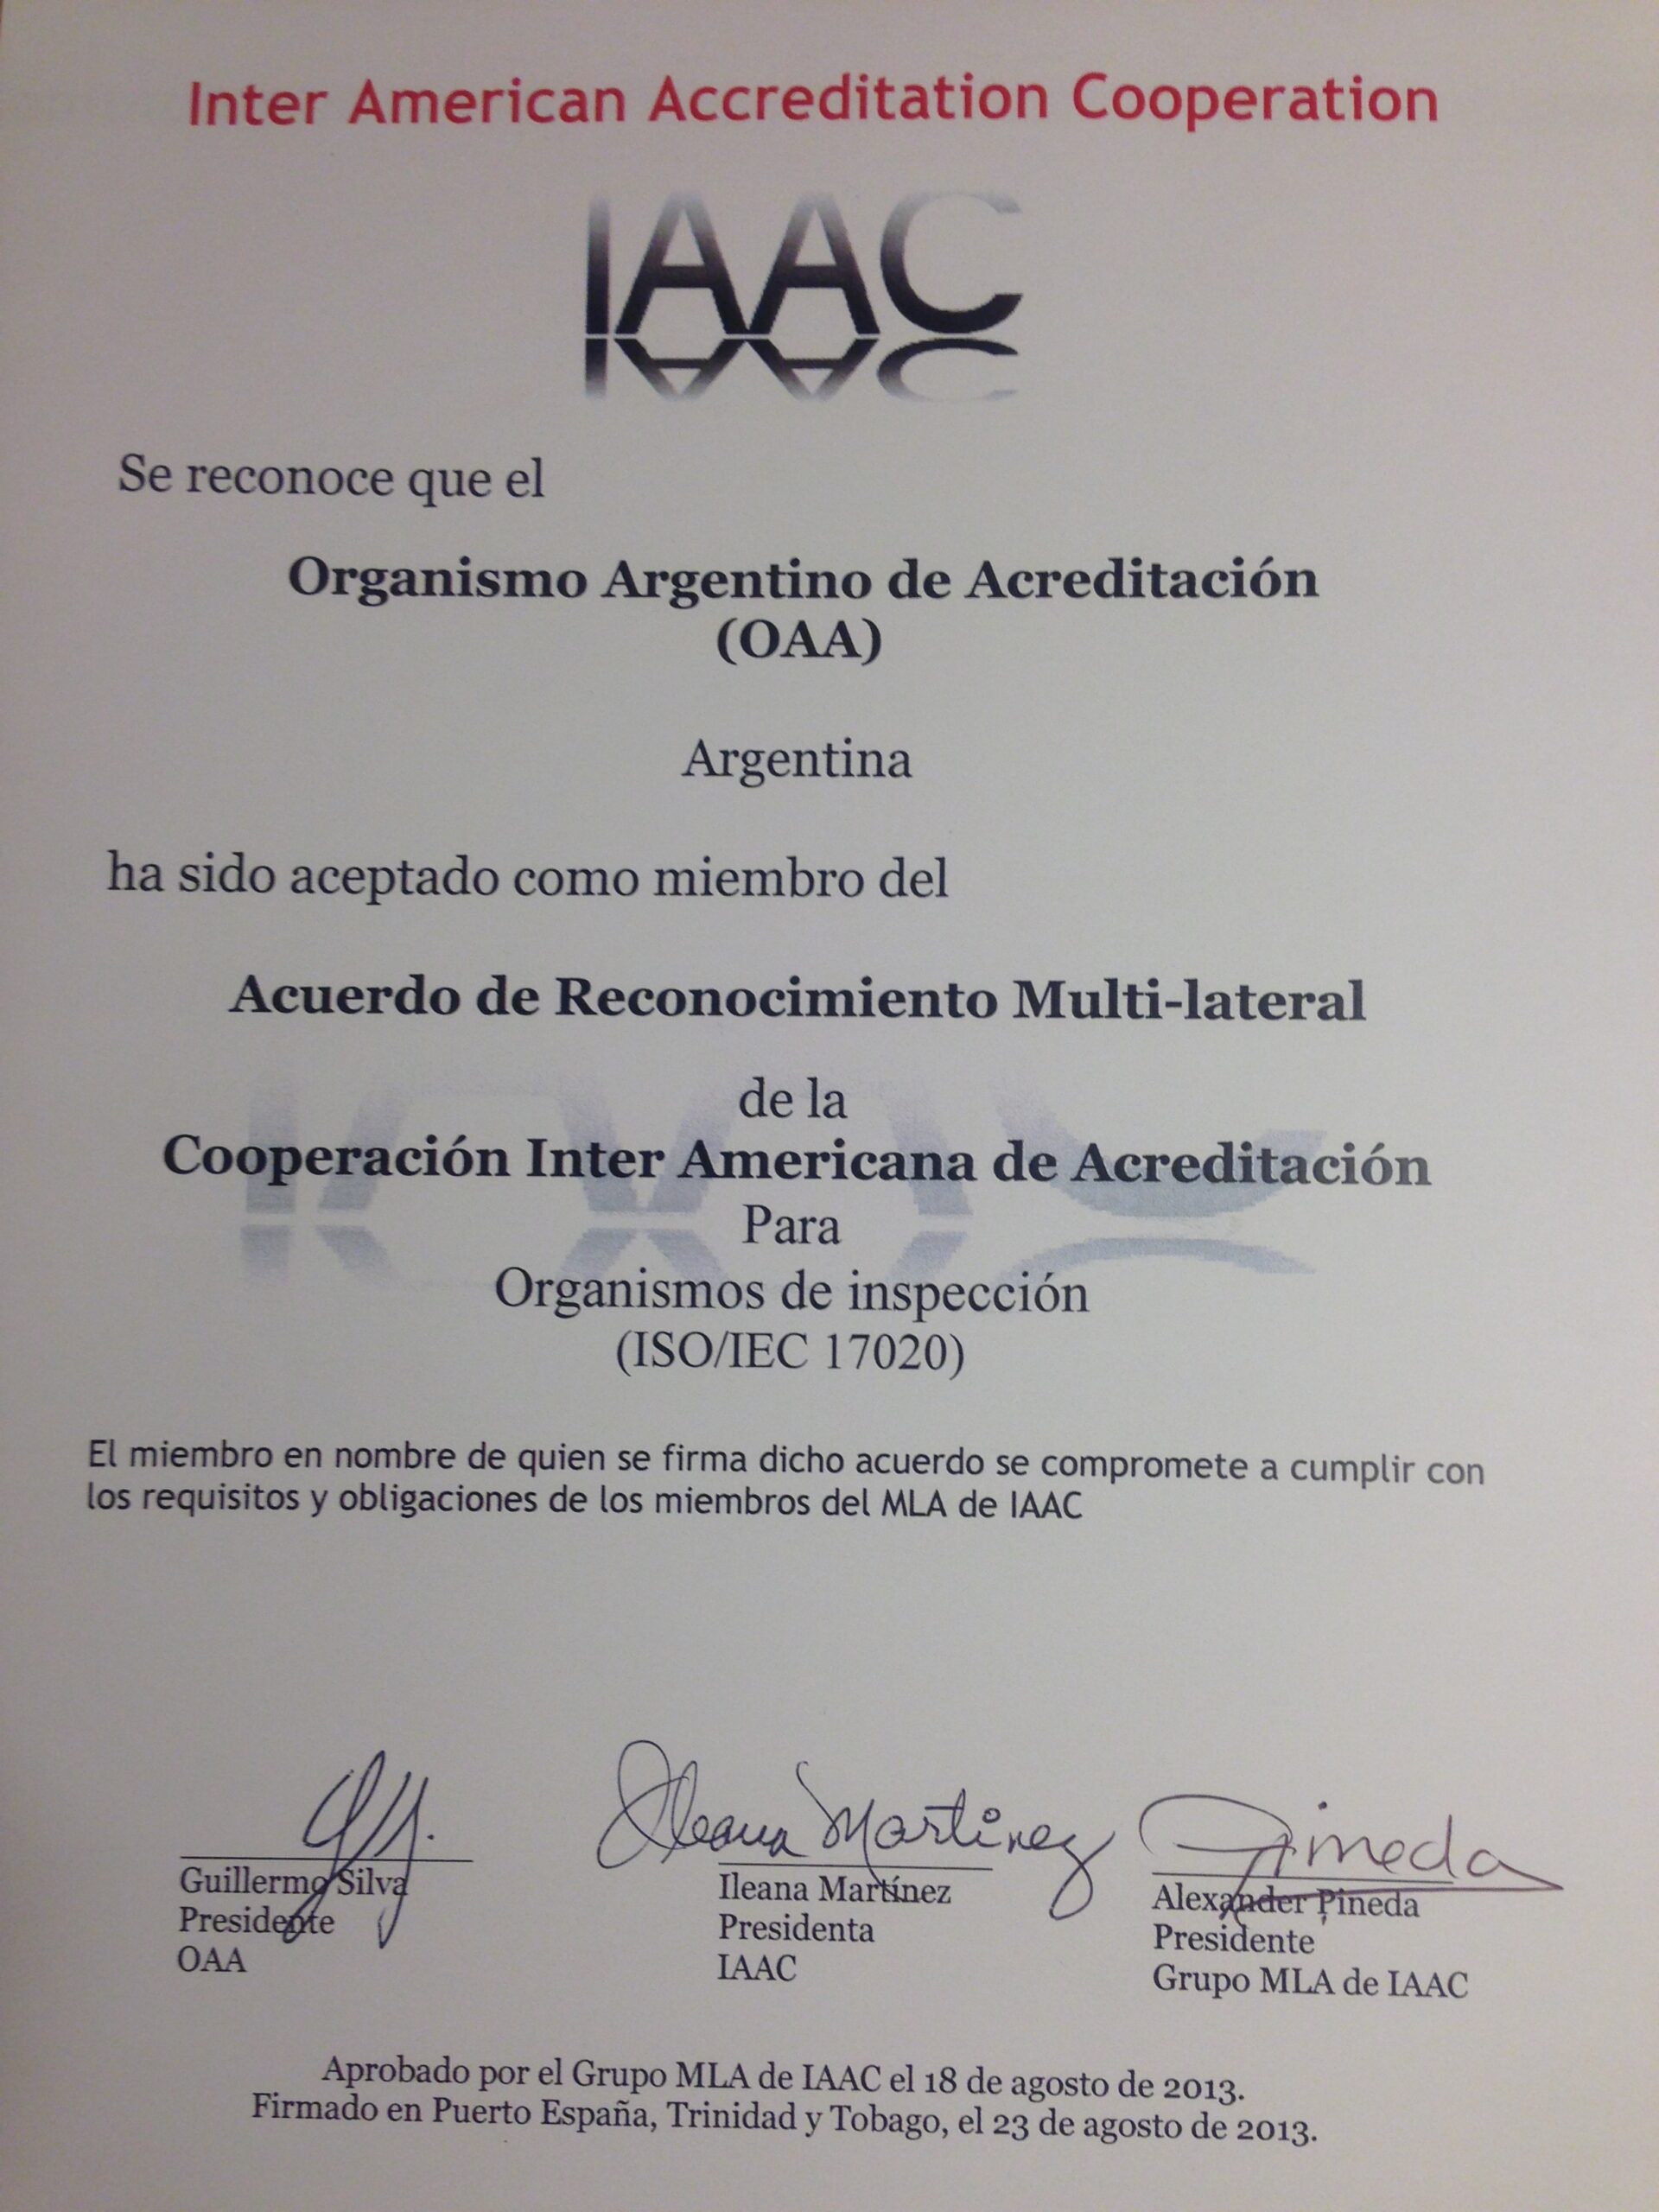 Inter American Accreditation Cooperation
IAAC
Se reconoce que el
Organismo Argentino de Acreditación
(OAA)
Argentina
ha sido aceptado como miembro del
Acuerdo de Reconocimiento Multi-lateral
de la
Cooperación Inter Americana de Acreditación
Para
Organismos de inspección
(ISO/IEC 17020)
El miembro en nombre de quien se firma dicho acuerdo se compromete a cumplir con
los requisitos y obligaciones de los miembros del MLA de IAAC
Ileana Martinez
Pineda
Guillermo Silva
Presidente
OAA
Ileana Martínez
Presidenta
IAAC
Alexander Pineda
Presidente
Grupo MLA de IAAC
Aprobado por el Grupo MLA de IAAC el 18 de agosto de 2013.
Firmado en Puerto España, Trinidad y Tobago, el 23 de agosto de 2013.